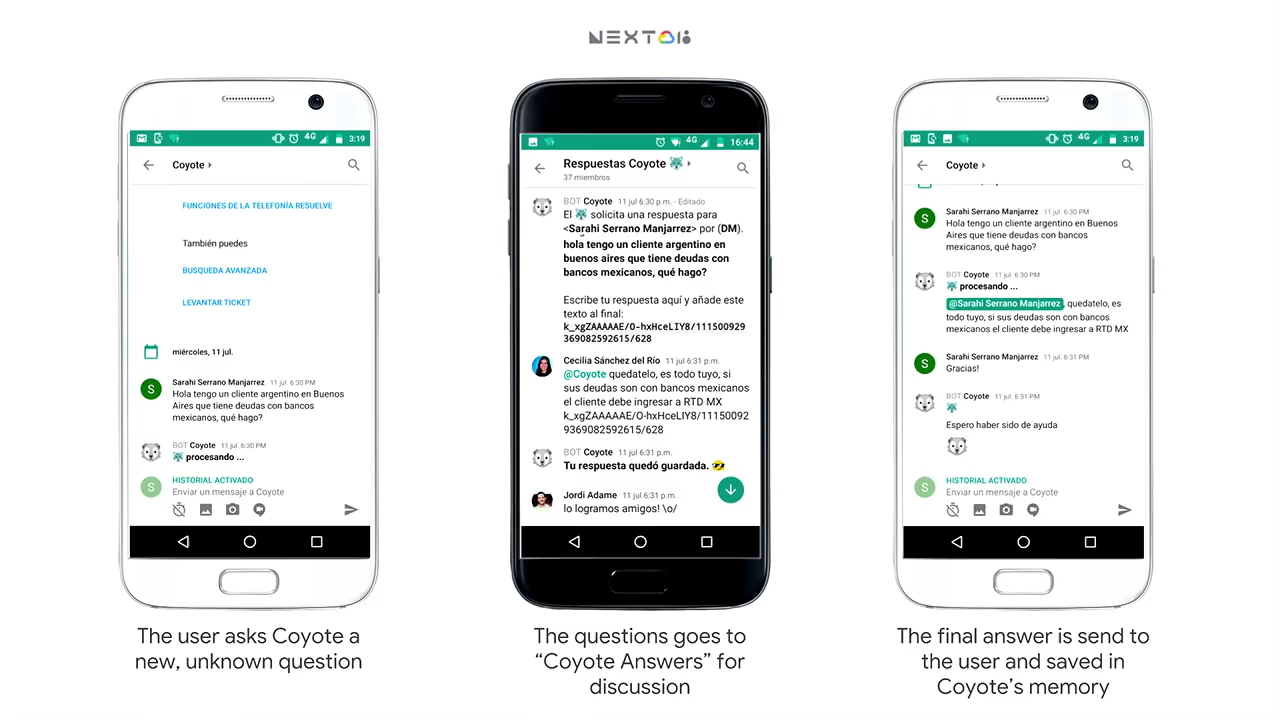 NEXT18
3:19
Coyote
FUNCIONES DE LA TELEFONÍA RESUELVE
También puedes
BUSQUEDA AVANZADA
LEVANTAR TICKET
miércoles, 11 jul.
S
Sarahi Serrano Manjarrez 11 jul 6:30 PM
Hola tengo un cliente argentino en Buenos
Aires que tiene deudas con bancos
mexicanos, qué hago?
BOT Coyote 11 jul. 6:30 PM
procesando ...
S
HISTORIAL ACTIVADO
Enviar un mensaje a Coyote
4G
16:44
Respuestas Coyote
37 miembros
BOT Coyote 11 jul 6:30 p.m. - Editado
El solicita una respuesta para
<Sarahi Serrano Manjarrez> por (DM).
hola tengo un cliente argentino en
buenos aires que tiene deudas con
bancos mexicanos, qué hago?
Escribe tu respuesta aquí y añade este
texto al final:
k_xgZAAAAAE/O-hxHceLIY8/111500929
369082592615/628
Cecilia Sánchez del Río 11 jul 6:31 p.m.
@Coyote quedatelo, es todo tuyo, si
sus deudas son con bancos mexicanos
el cliente debe ingresar a RTD MX
k_xgZAAAAAE/O-hxHceLIY8/11150092
9369082592615/628
BOT Coyote 11 jul 6:31 p.m.
Tu respuesta quedó guardada.
Jordi Adame 11 jul 6:31 p.m.
lo logramos amigos! \o/
4G
3:19
Coyote
S
Sarahi Serrano Manjarrez 11 jul 6:30 PM
Hola tengo un cliente argentino en Buenos
Aires que tiene deudas con bancos
mexicanos, qué hago?
BOT Coyote 11 jul. 6:30 PM
procesando ...
@Sarahi Serrano Manjarrez, quedatelo, es
todo tuyo, si sus deudas son con bancos
mexicanos el cliente debe ingresar a RTD MX
S
Sarahi Serrano Manjarrez 11 jul 6:31 PM
Gracias!
BOT Coyote 11 jul. 6:31 PM
Espero haber sido de ayuda
S
HISTORIAL ACTIVADO
Enviar un mensaje a Coyote
The user asks Coyote a
new, unknown question
The questions goes to
“Coyote Answers” for
discussion
The final answer is send to
the user and saved in
Coyote’s memory